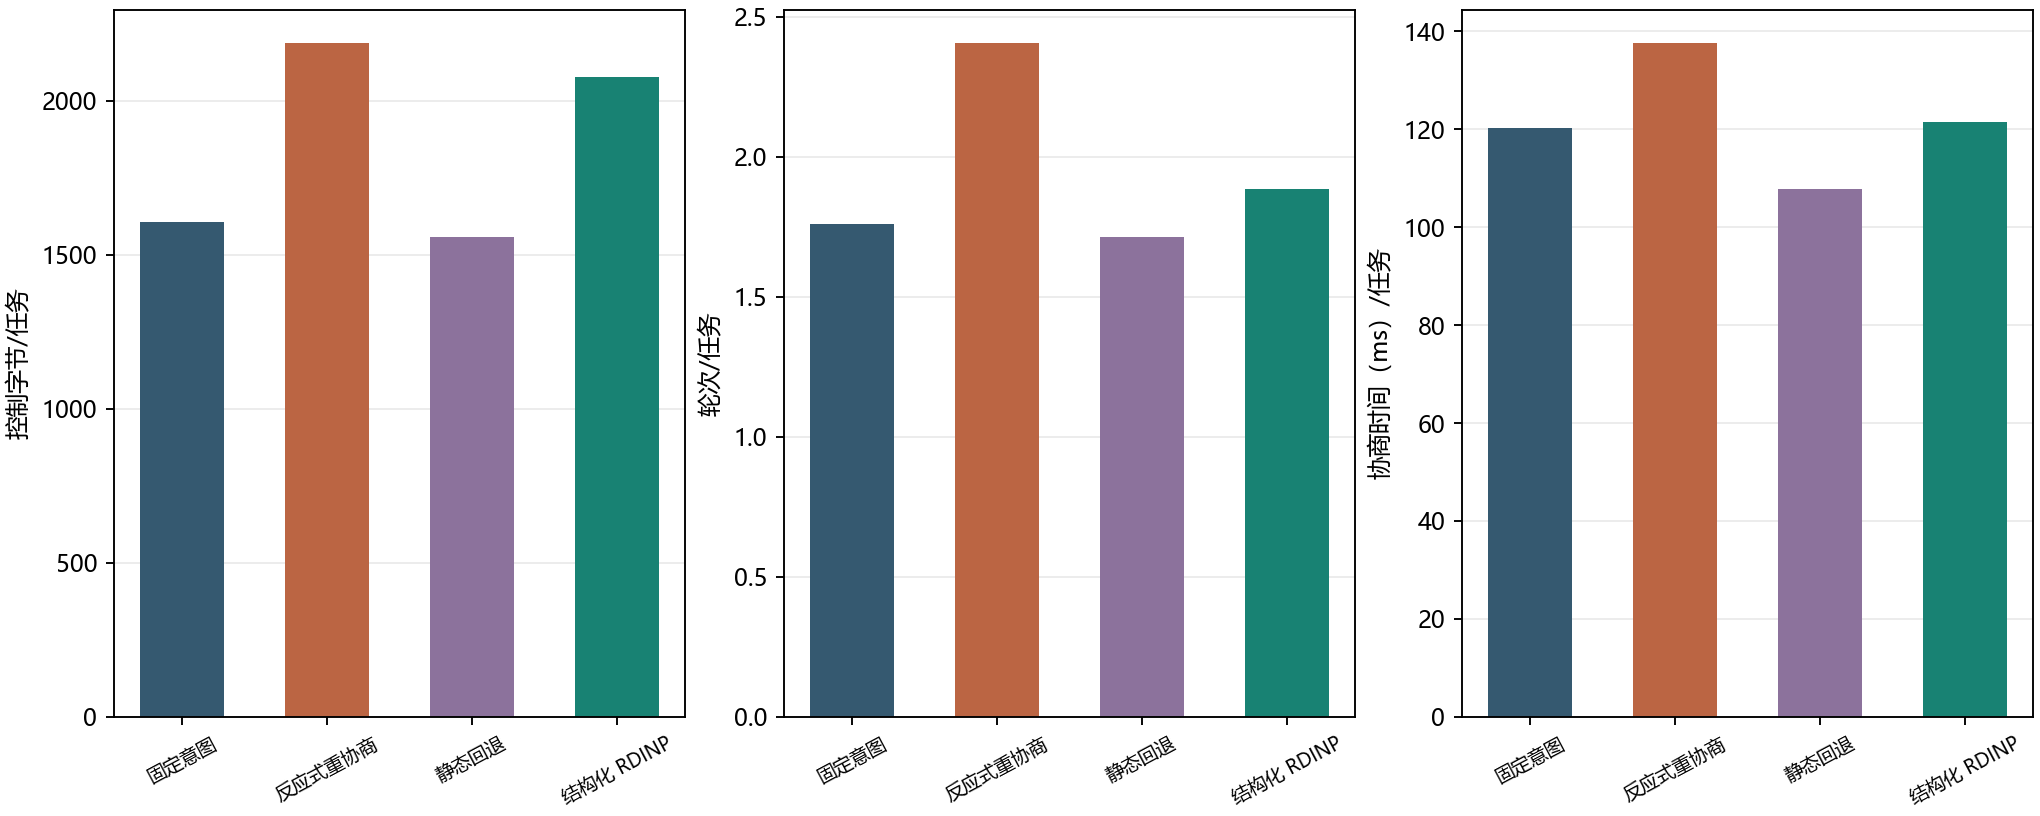 控制字节/任务
2000
1500
1000
500
0
固定意图
反应式重协商
静态回退
结构化 RDINP
轮次/任务
2.5
2.0
1.5
1.0
0.5
0.0
固定意图
反应式重协商
静态回退
结构化 RDINP
协商时间（ms）/任务
140
120
100
80
60
40
20
0
固定意图
反应式重协商
静态回退
结构化 RDINP